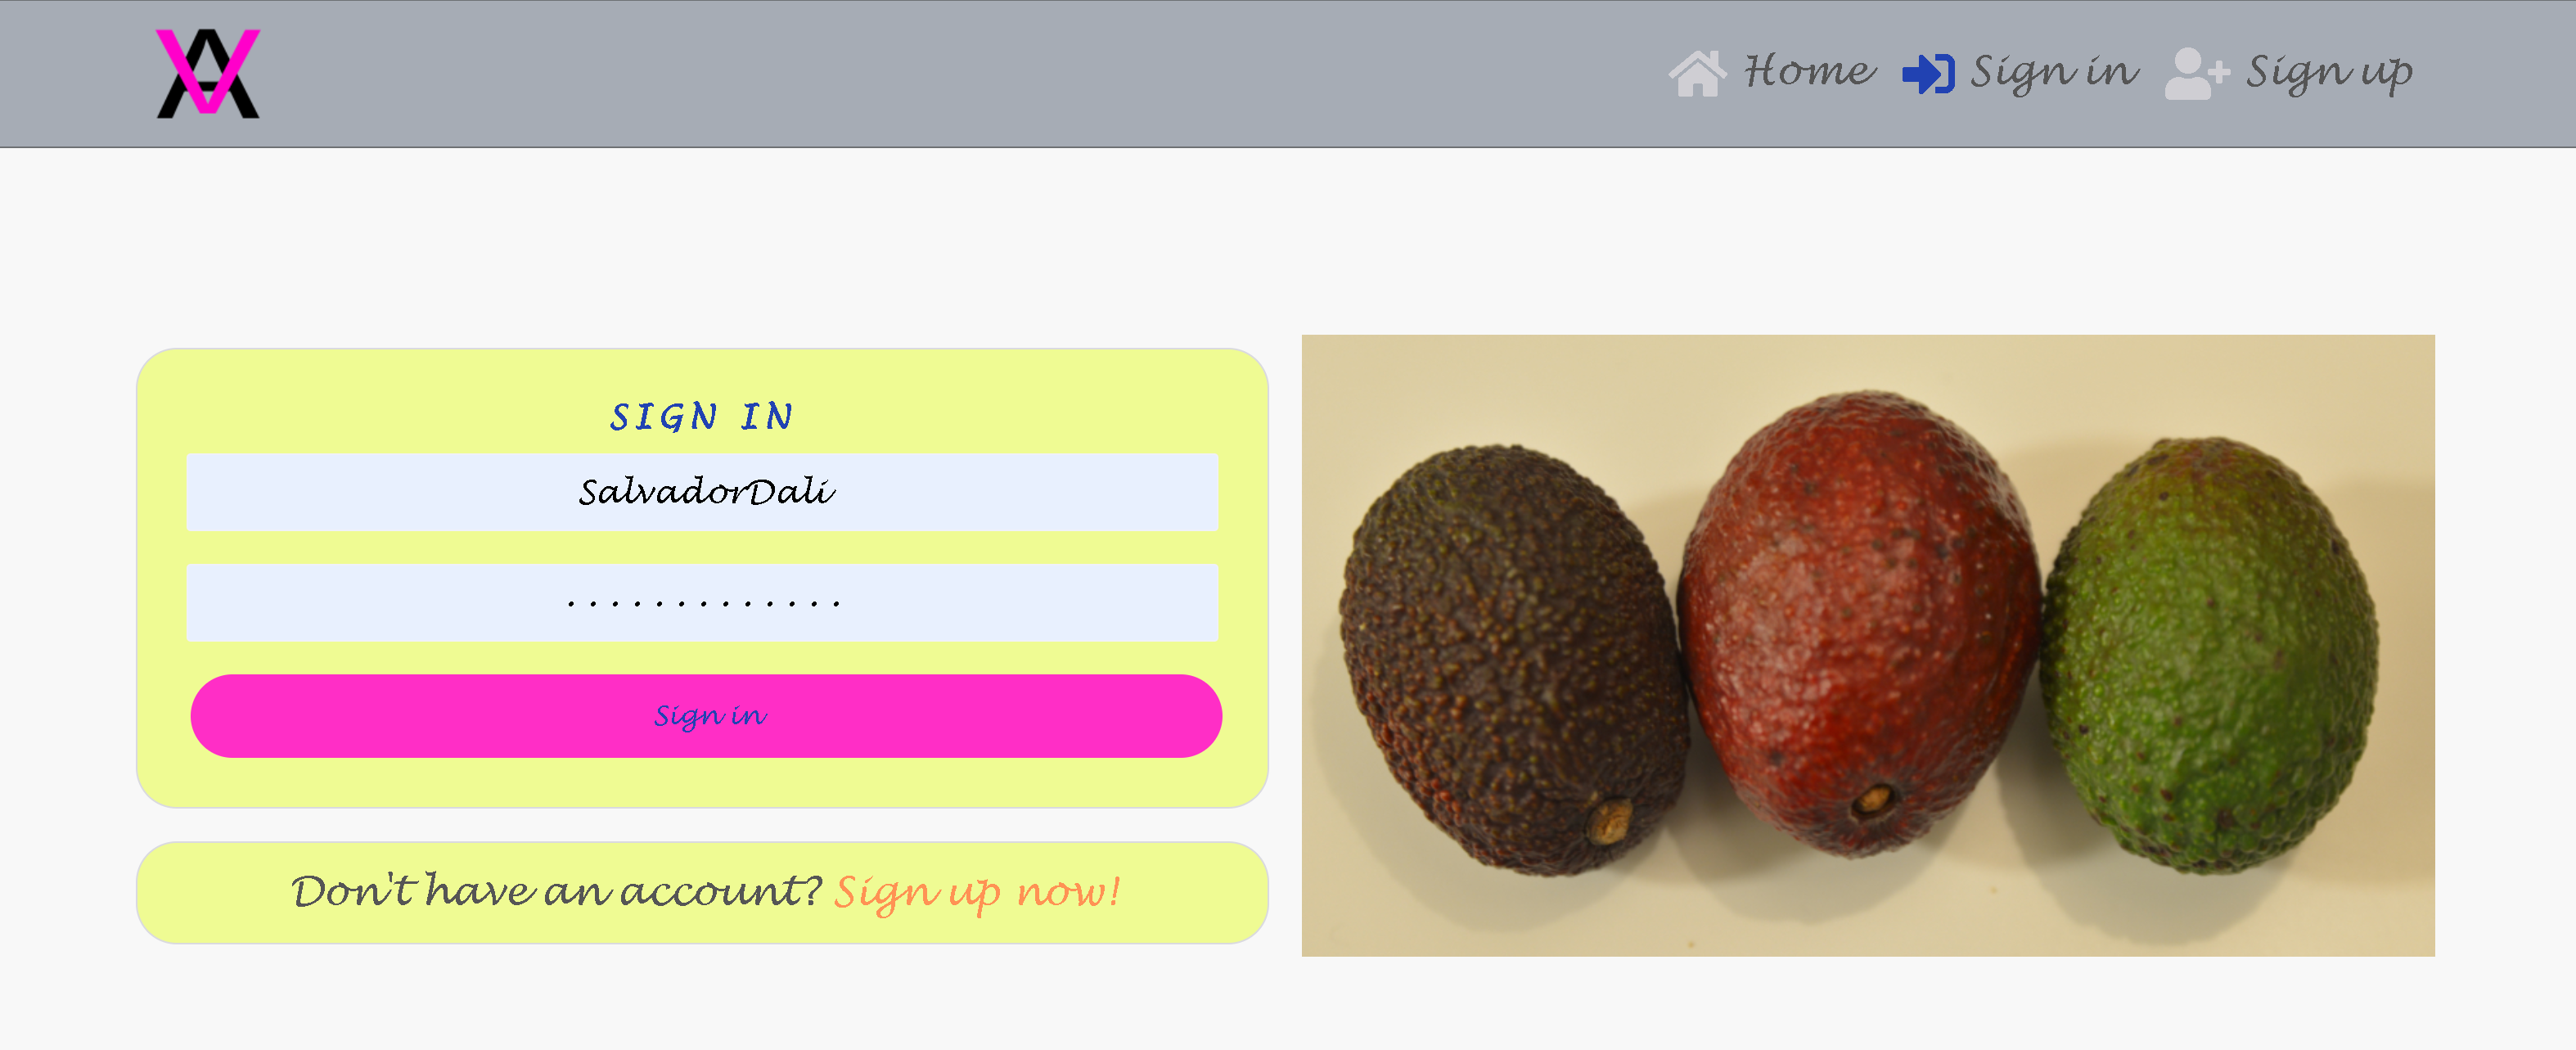 Home Sign in Sign up
SIGN IN
SalvadorDali
.............
Sign in
Don't have an account? Sign up now!